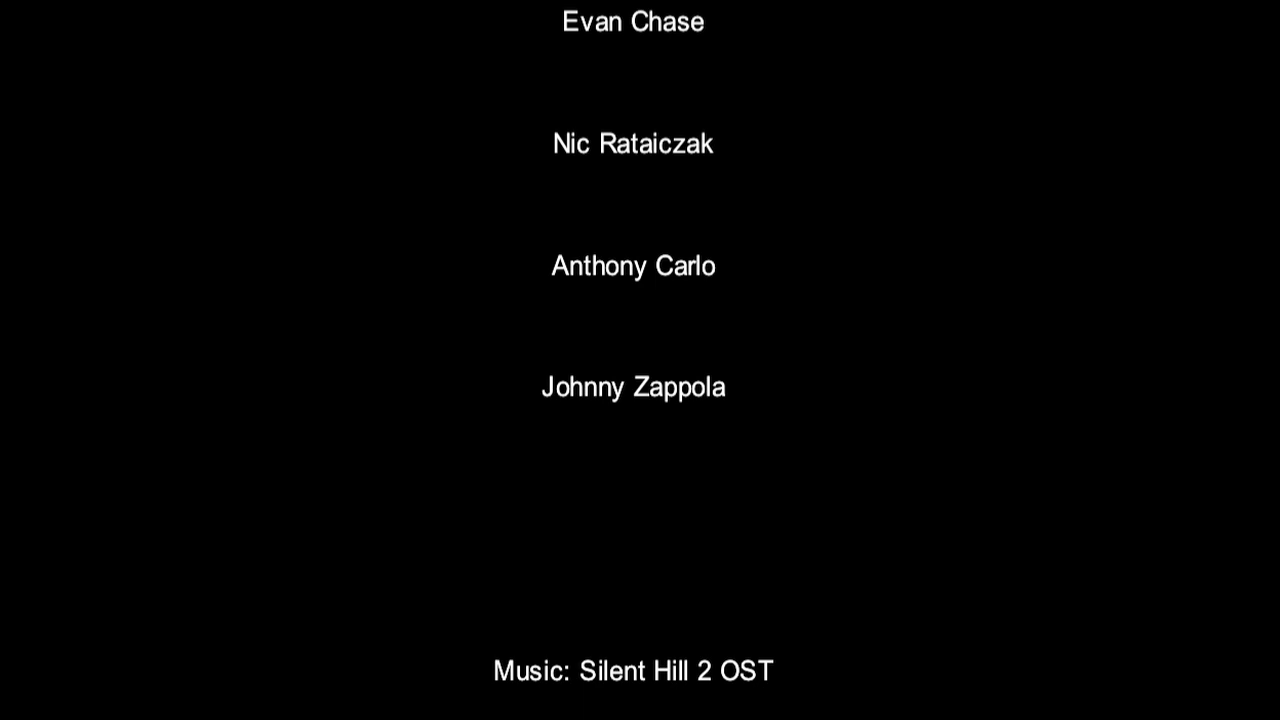 Evan Chase
Nic Rataiczak
Anthony Carlo
Johnny Zappola
Music: Silent Hill 2 OST